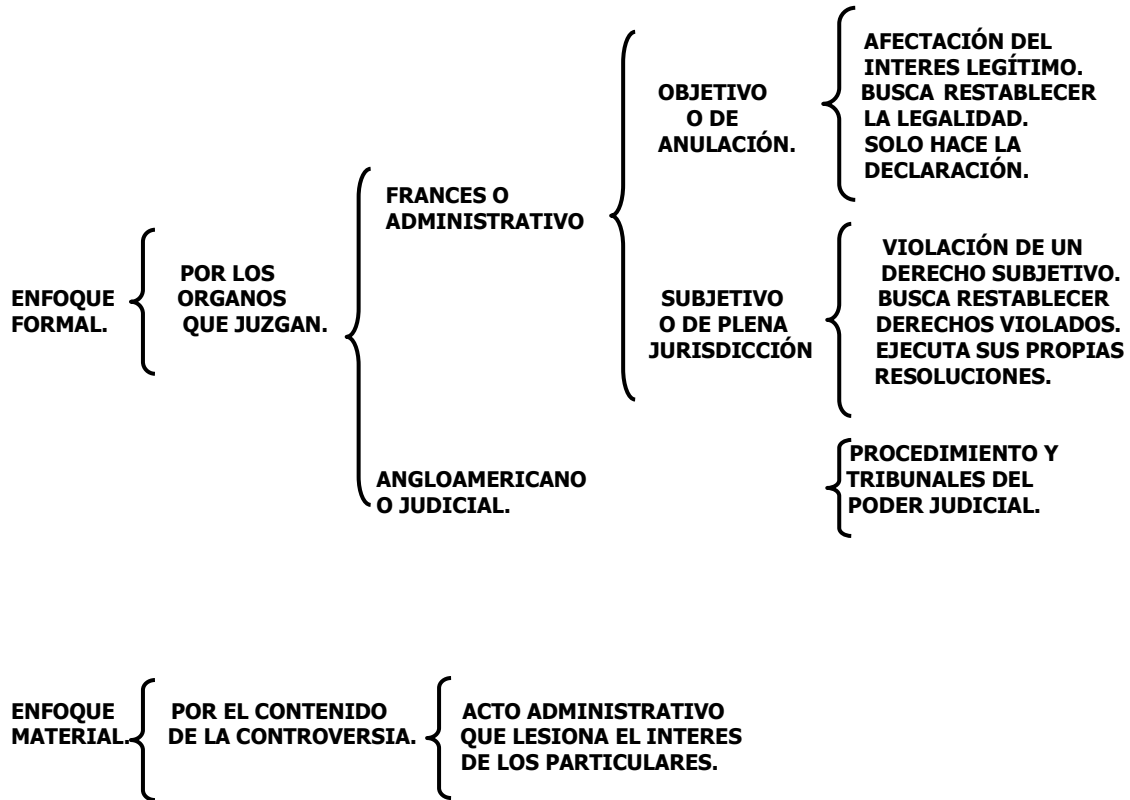 ENFOQUE
FORMAL.
POR LOS
ORGANOS
QUE JUZGAN.
FRANCES O
ADMINISTRATIVO
OBJETIVO
O DE
ANULACIÓN.
AFECTACIÓN DEL
INTERES LEGÍTIMO.
BUSCA RESTABLECER
LA LEGALIDAD.
SOLO HACE LA
DECLARACIÓN.
SUBJETIVO
O DE PLENA
JURISDICCIÓN
VIOLACIÓN DE UN
DERECHO SUBJETIVO.
BUSCA RESTABLECER
DERECHOS VIOLADOS.
EJECUTA SUS PROPIAS
RESOLUCIONES.
ANGLOAMERICANO
O JUDICIAL.
PROCEDIMIENTO Y
TRIBUNALES DEL
PODER JUDICIAL.
ENFOQUE
MATERIAL.
POR EL CONTENIDO
DE LA CONTROVERSIA.
ACTO ADMINISTRATIVO
QUE LESIONA EL INTERES
DE LOS PARTICULARES.